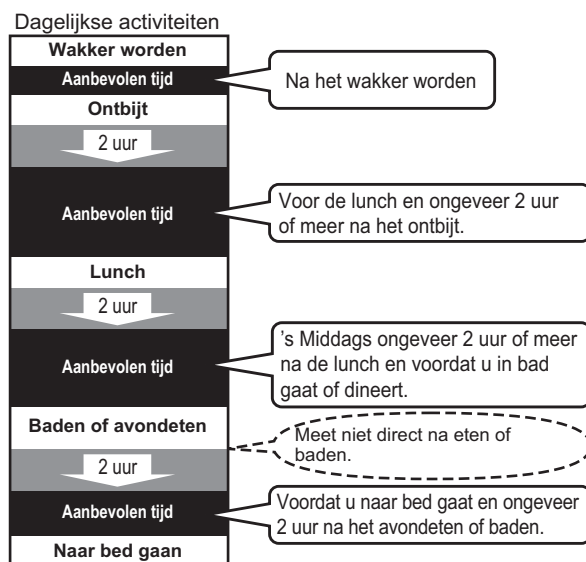 Dagelijkse activiteiten
Wakker worden
Aanbevolen tijd
Na het wakker worden
Ontbijt
2 uur
Aanbevolen tijd
Voor de lunch en ongeveer 2 uur
of meer na het ontbijt.
Lunch
2 uur
Aanbevolen tijd
's Middags ongeveer 2 uur of meer
na de lunch en voordat u in bad
gaat of dineert.
Baden of avondeten
Meet niet direct na eten of
baden.
2 uur
Aanbevolen tijd
Voordat u naar bed gaat en ongeveer
2 uur na het avondeten of baden.
Naar bed gaan